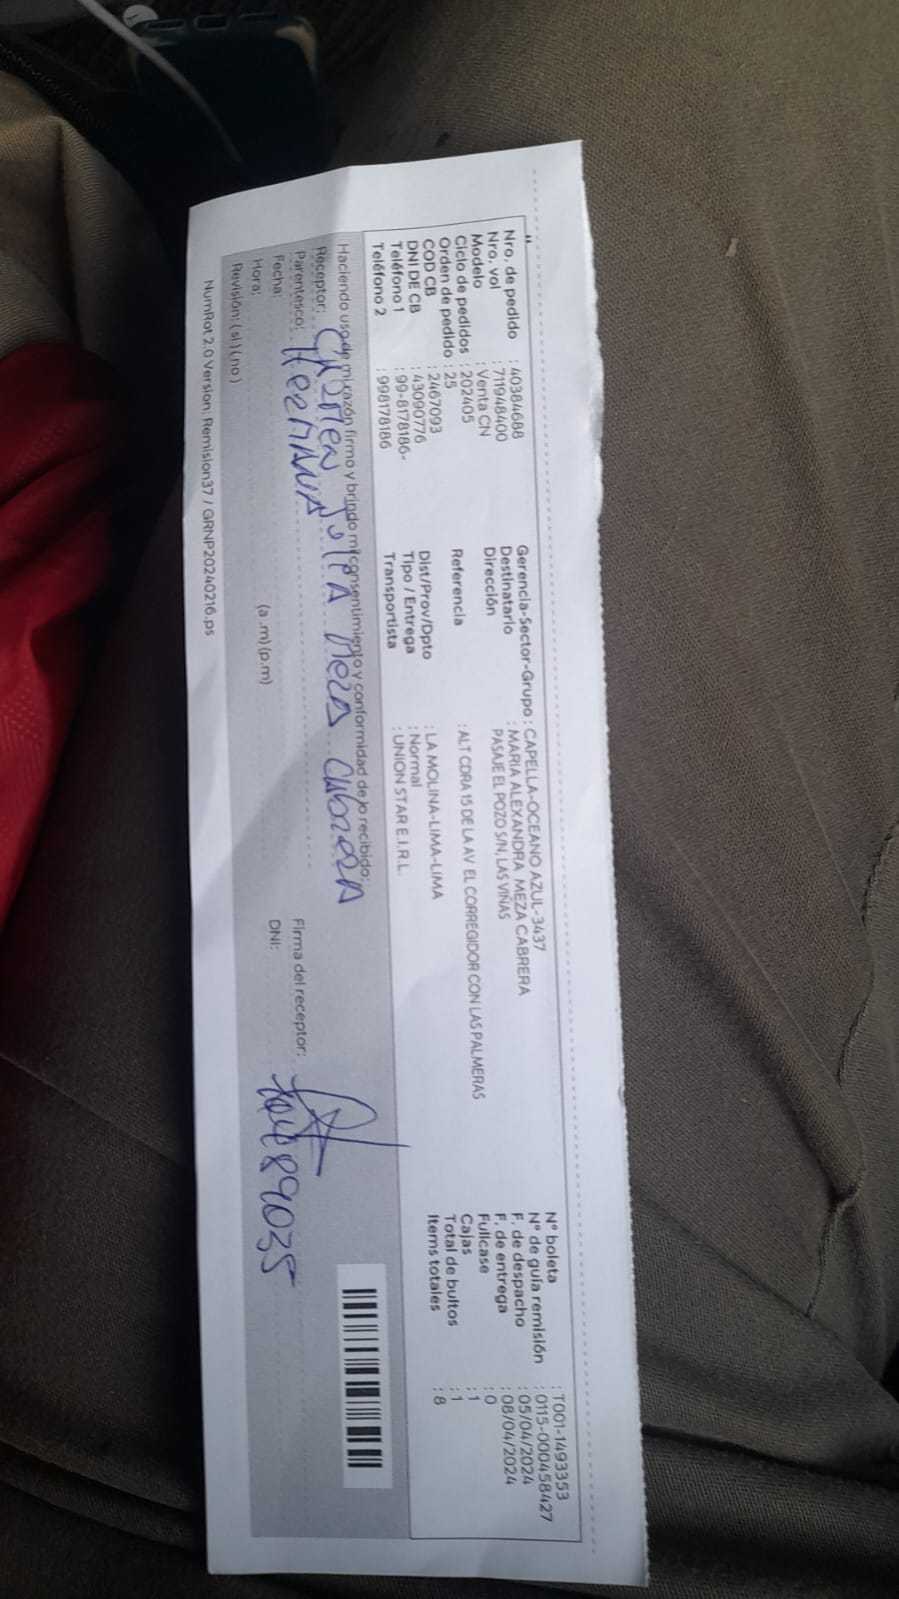 Nro. de pedido : 40384688
Nro. vol : 711948400
Modelo : Venta CN
Ciclo de pedidos : 202405
Orden de pedido : 25
COD CB : 2467093
DNI DE CB : 43090776
Teléfono 1 : 99-8178186-
Teléfono 2 : 998178186
Gerencia-Sector-Grupo : CAPELLA-OCEANO AZUL-3437
Destinatario : MARIA ALEXANDRA MEZA CABRERA
Dirección PASAJE EL POZO S/N, LAS VIÑAS
Referencia : ALT CDRA 15 DE LA AV EL CORREGIDOR CON LAS PALMERAS
Dist/Prov/Dpto : LA MOLINA-LIMA-LIMA
Tipo / Entrega : Normal
Transportista : UNION STAR E.I.R.L.
N° boleta : T001-1493353
N° de guía remisión : 0115-000458427
F. de despacho : 05/04/2024
F. de entrega : 08/04/2024
Fullcase : 0
Cajas : 1
Total de bultos : 1
Items totales : 8
Haciendo uso de mi razón firmo y brindo mi consentimiento y conformidad de lo recibido:
Receptor: CARMEN Julia Meza Cabrera
Parentesco: HERMANA
Fecha:
Hora: (a .m) (p.m)
Revisión: ( si ) ( no )
Firma del receptor:
DNI:
NumRot 2.0 Version: Remision37 / GRNP20240216.ps